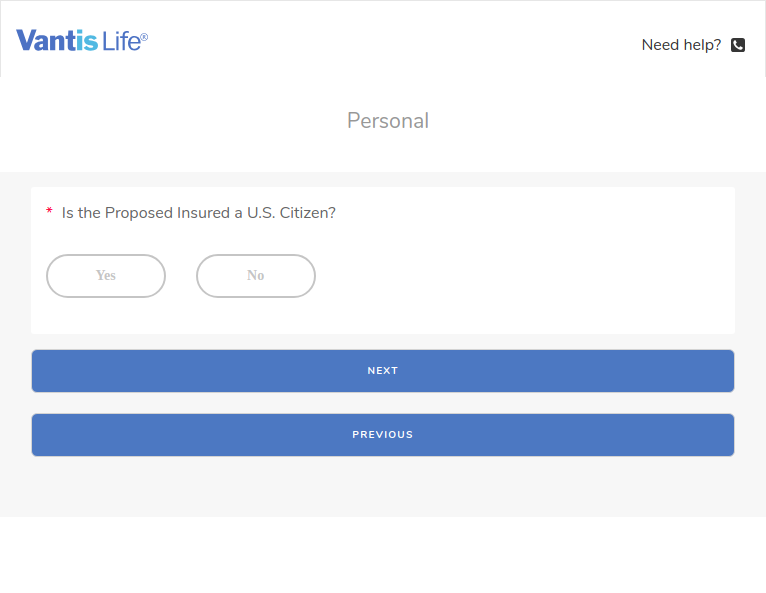 Vantis Life®
Need help?
Personal
* Is the Proposed Insured a U.S. Citizen?
Yes No
NEXT
PREVIOUS